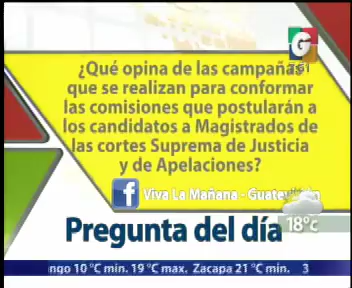 G
¿Qué opina de las campañas
que se realizan para conformar
las comisiones que postularán a
los candidatos a Magistrados de
las cortes Suprema de Justicia
y de Apelaciones?
f Viva La Mañana - Guatevisión
Pregunta del día
18°c
ngo 10 °C min. 19 °C max. Zacapa 21 °C min. 3